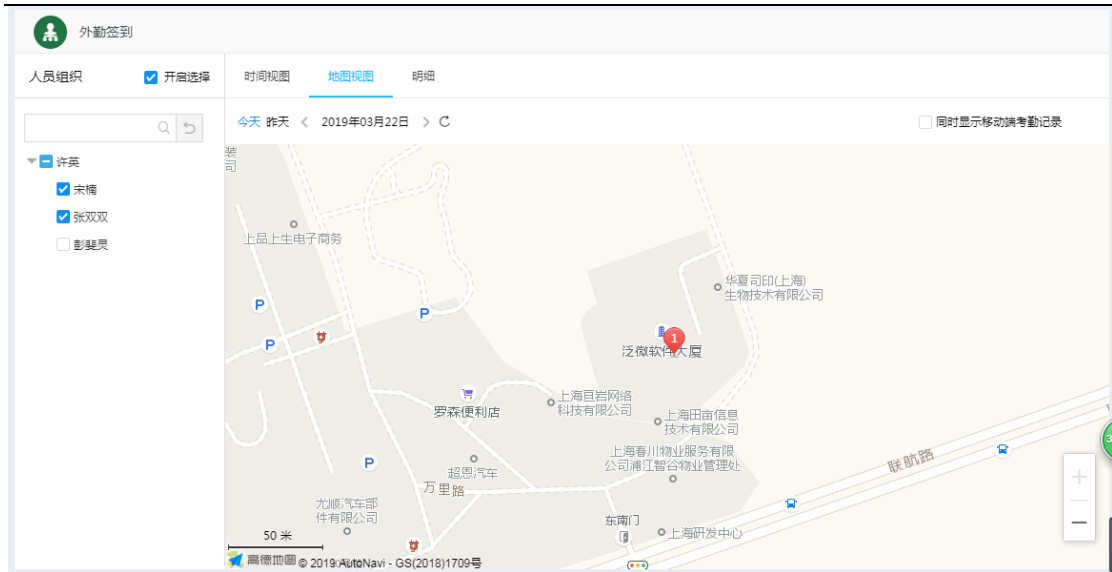 外勤签到
人员组织
开启选择
时间视图
地图视图
明细
今天 昨天 < 2019年03月22日 >
同时显示移动端考勤记录
许英
宋楠
张双双
彭斐灵
装
司
上品上生电子商务
华夏司印(上海)
生物技术有限公司
P
P
P
1
泛微软件大厦
上海亘岩网络
科技有限公司
罗森便利店
上海田亩信息
技术有限公司
上海春川物业服务有限
公司浦江智谷物业管理处
P
超恩汽车
万里路
联航路
尤顺汽车部
件有限公司
东南门
上海研发中心
50 米
高德地图 © 2019 AutoNavi - GS(2018)1709号